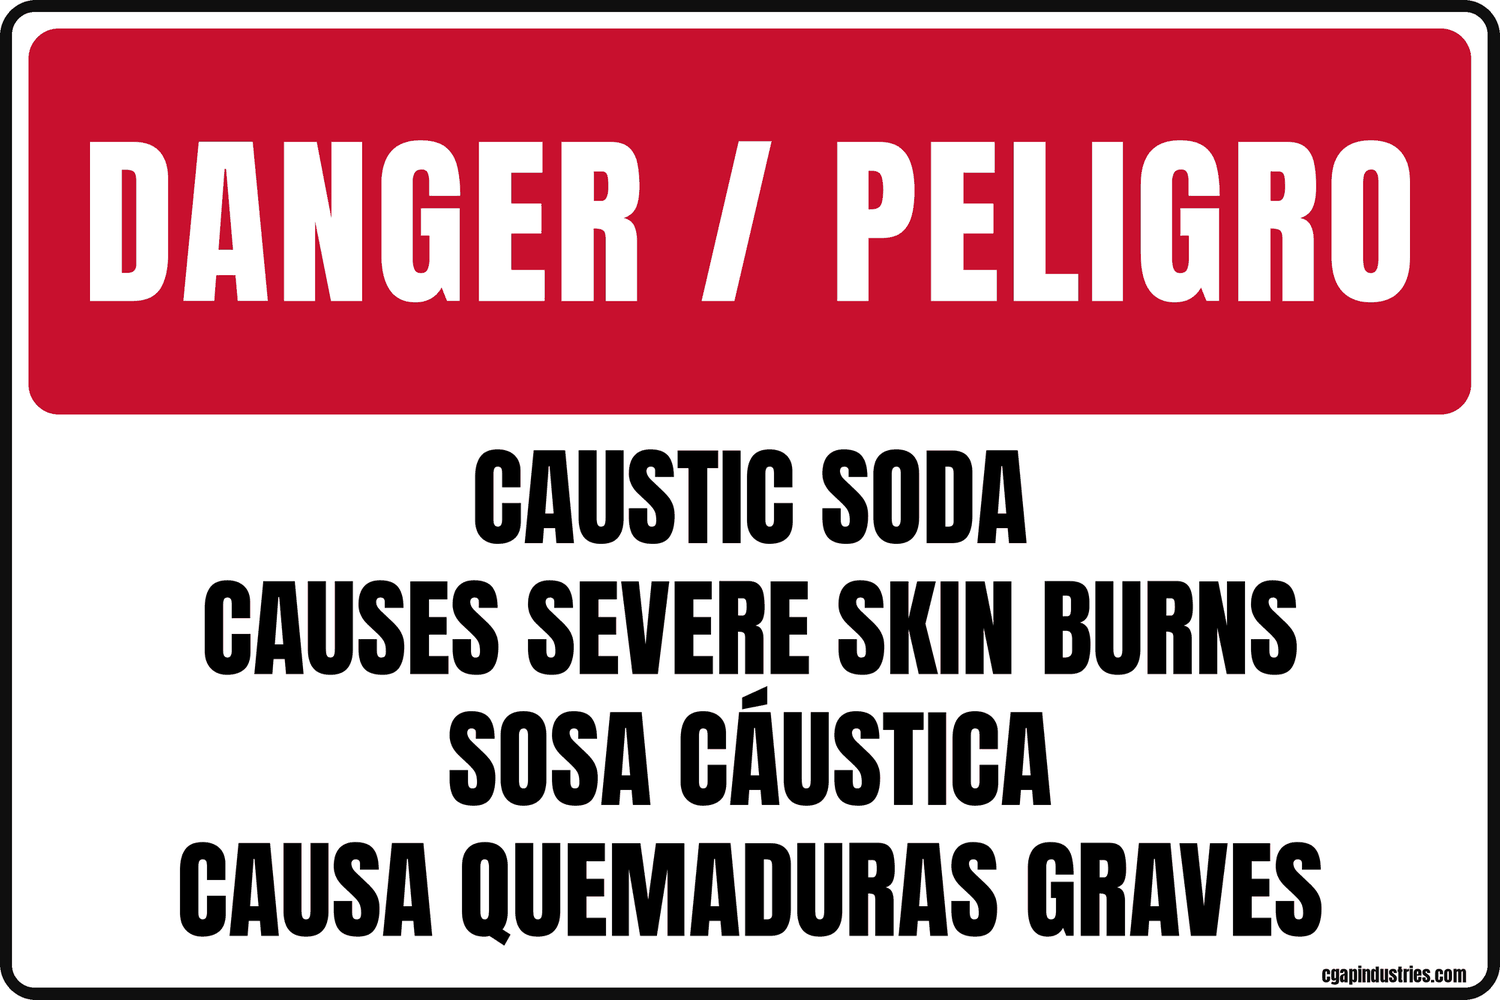 DANGER / PELIGRO
CAUSTIC SODA
CAUSES SEVERE SKIN BURNS
SOSA CÁUSTICA
CAUSA QUEMADURAS GRAVES
cgapindustries.com